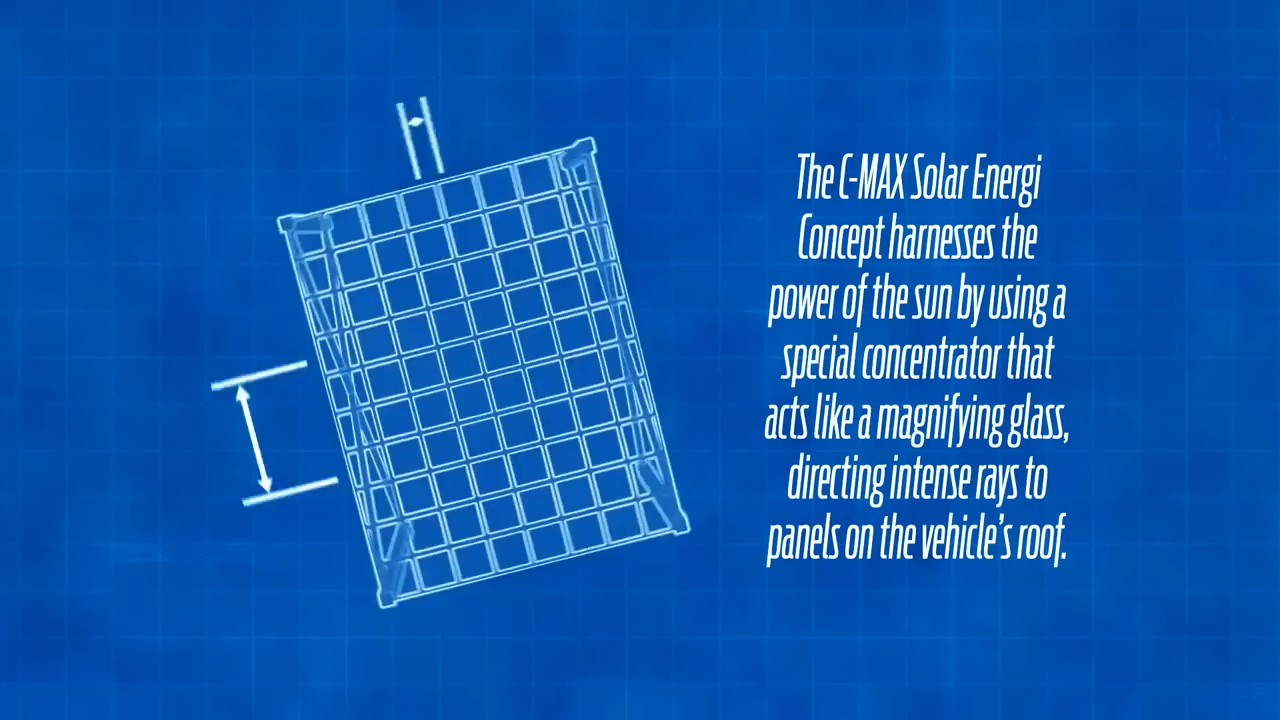 The C-MAX Solar Energi
Concept harnesses the
power of the sun by using a
special concentrator that
acts like a magnifying glass,
directing intense rays to
panels on the vehicle's roof.